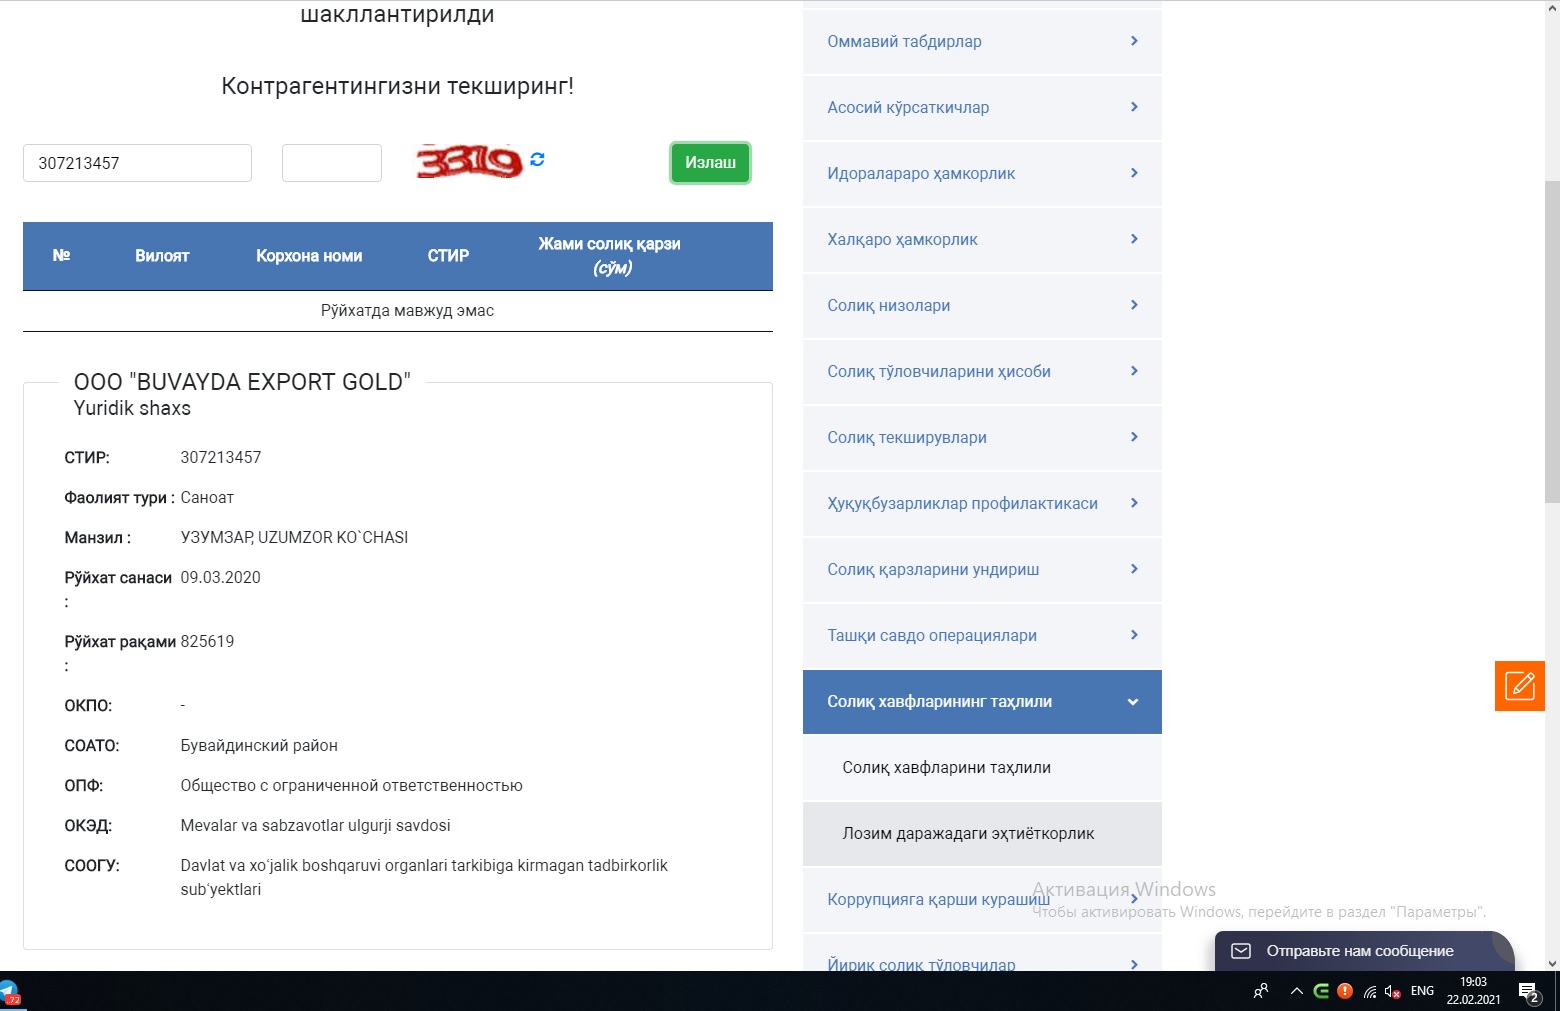 шакллантирилди
Контрагентингизни текширинг!
307213457
3319
Излаш
№ Вилоят Корхона номи СТИР Жами солиқ қарзи (сўм)
Рўйхатда мавжуд эмас
ООО "BUVAYDA EXPORT GOLD"
Yuridik shaxs
СТИР: 307213457
Фаолият тури : Саноат
Манзил : УЗУМЗАР, UZUMZOR KO`CHASI
Рўйхат санаси : 09.03.2020
Рўйхат рақами : 825619
ОКПО: -
СОАТО: Бувайдинский район
ОПФ: Общество с ограниченной ответственностью
ОКЭД: Mevalar va sabzavotlar ulgurji savdosi
СООГУ: Davlat va xo‘jalik boshqaruvi organlari tarkibiga kirmagan tadbirkorlik
sub‘yektlari
Оммавий табдирлар
Асосий кўрсаткичлар
Идоралараро ҳамкорлик
Халқаро ҳамкорлик
Солиқ низолари
Солиқ тўловчиларини ҳисоби
Солиқ текширувлари
Ҳуқуқбузарликлар профилактикаси
Солиқ қарзларини ундириш
Ташқи савдо операциялари
Солиқ хавфларининг таҳлили
Солиқ хавфларини таҳлили
Лозим даражадаги эҳтиёткорлик
Коррупцияга қарши курашиш
Йирик солиқ тўловчилар
Активация Windows
Чтобы активировать Windows, перейдите в раздел "Параметры".
Отправьте нам сообщение
72
ENG
19:03
22.02.2021
2